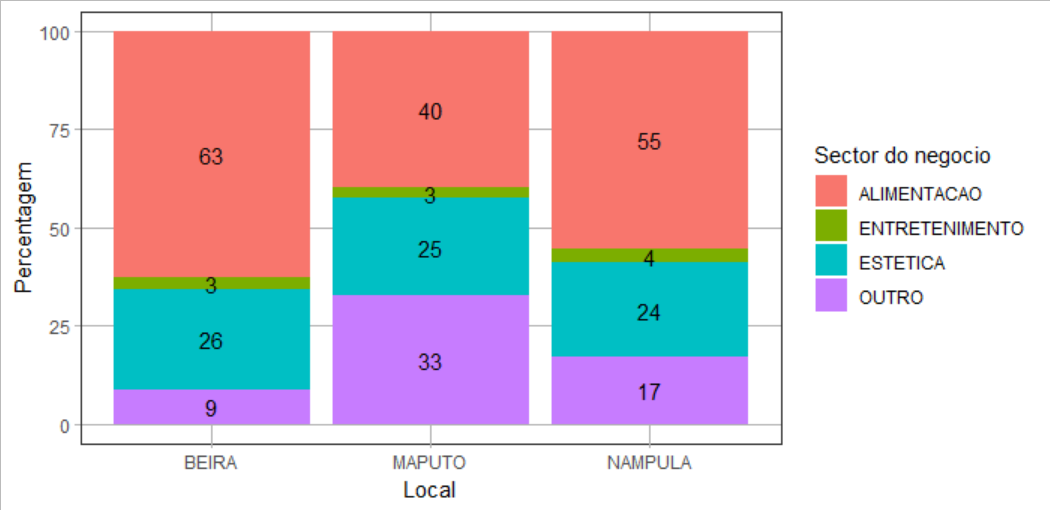 100
75
50
25
0
Percentagem
63
3
26
9
40
3
25
33
55
4
24
17
BEIRA
MAPUTO
NAMPULA
Local
Sector do negocio
ALIMENTACAO
ENTRETENIMENTO
ESTETICA
OUTRO